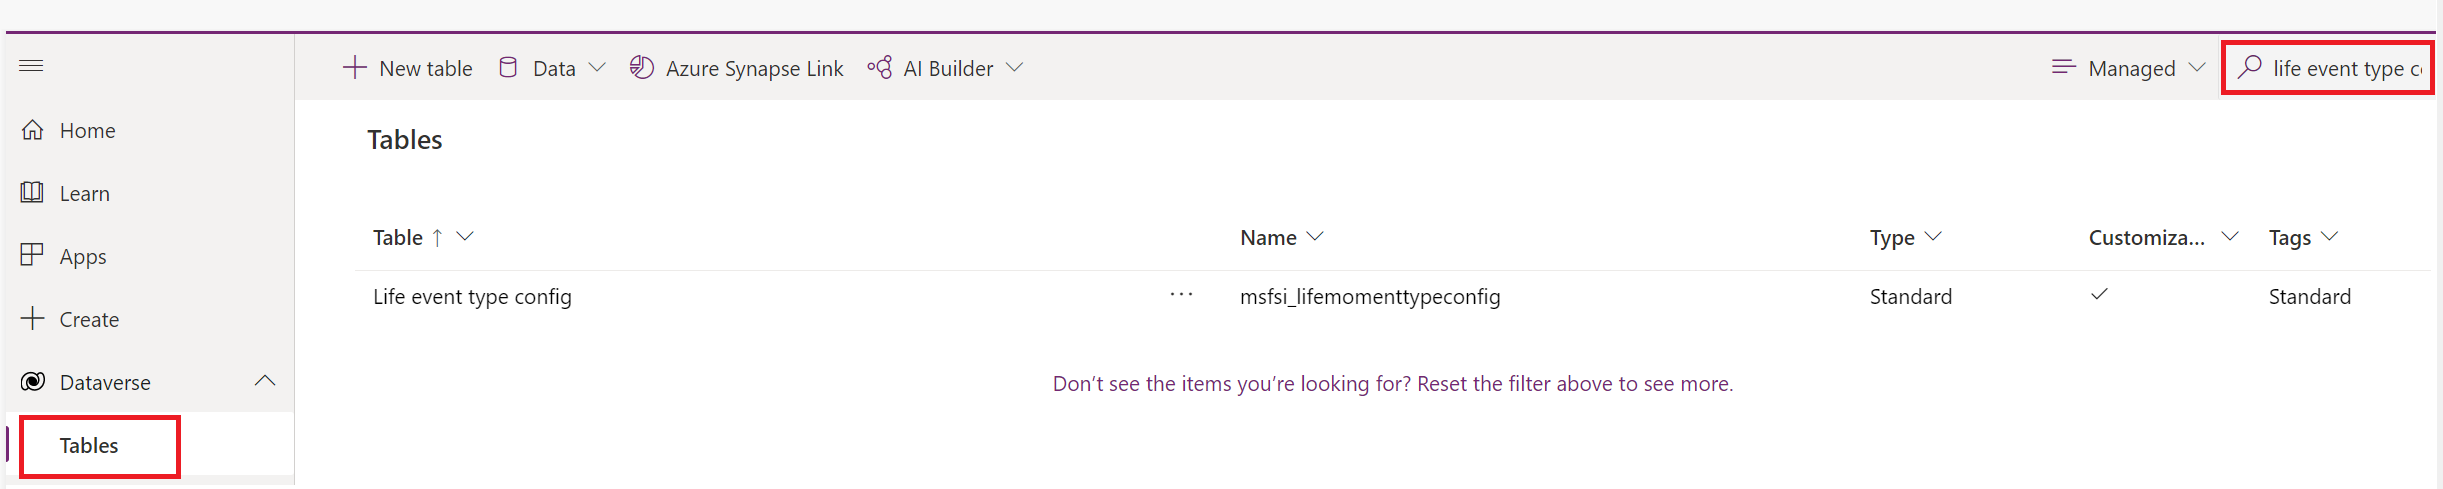 New table Data Azure Synapse Link AI Builder Managed life event type c
Home
Learn
Apps
Create
Dataverse
Tables
Tables
Table ↑ Name Type Customiza... Tags
Life event type config ... msfsi_lifemomenttypeconfig Standard ✓ Standard
Don't see the items you're looking for? Reset the filter above to see more.